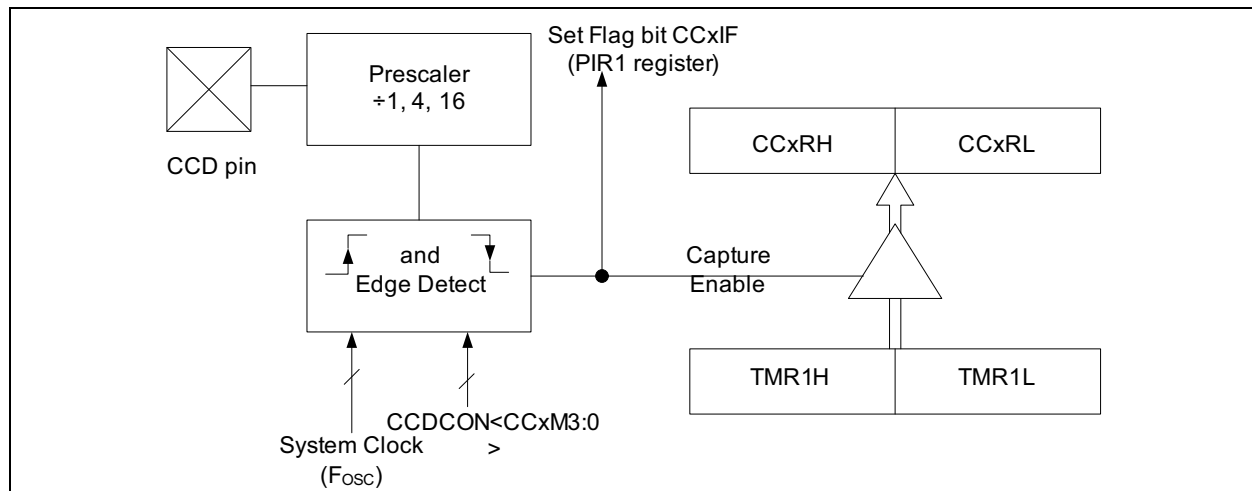 Set Flag bit CCxIF
(PIR1 register)
Prescaler
÷1, 4, 16
CCD pin
CCxRH
CCxRL
and
Edge Detect
Capture
Enable
TMR1H
TMR1L
CCDCON<CCxM3:0
>
System Clock
(FOSC)